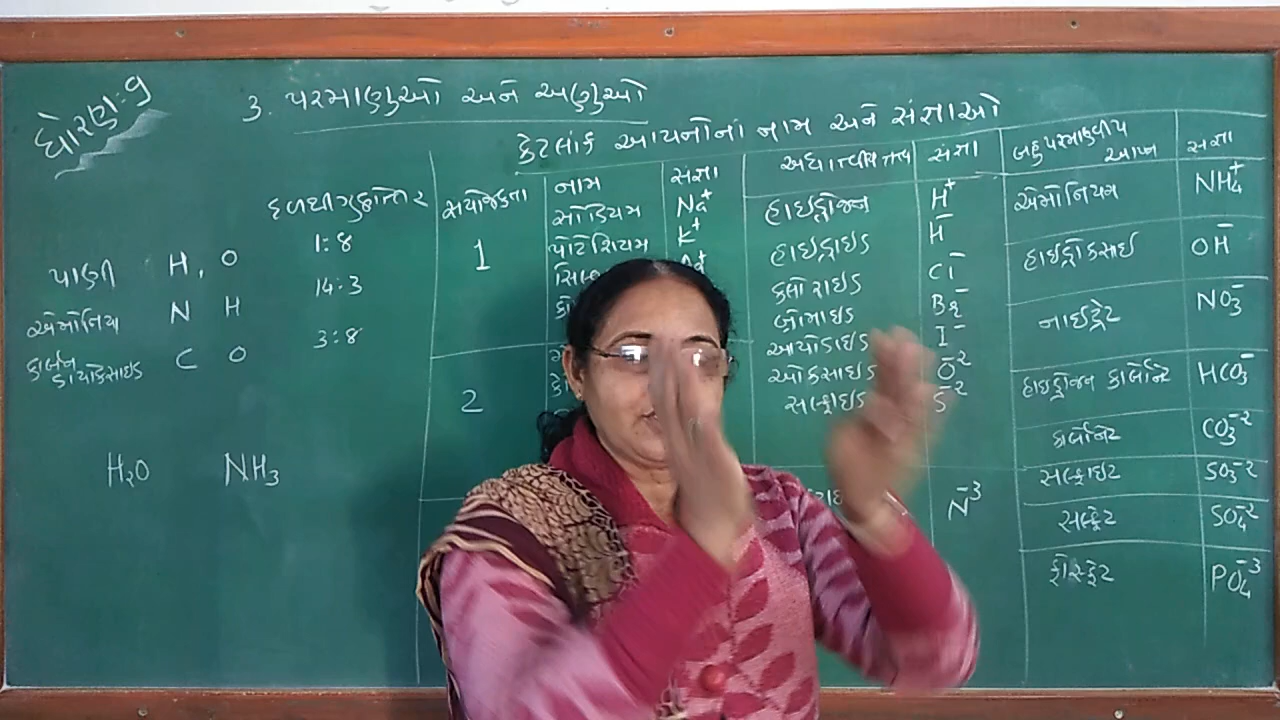 ધોરણ: 9
3. પરમાણુઓ અને અણુઓ
કેટલાંક આયનોનાં નામ અને સંજ્ઞાઓ
દળથીગુણોત્તર
પાણી H, O 1:8
એમોનિયા N H 14:3
કાર્બન ડાયોક્સાઇડ C O 3:8
H₂O NH₃
સંયોજકતા નામ સંજ્ઞા
1 સોડિયમ Na⁺
પોટેશિયમ K⁺
2
અધાત્વીય તત્વ સંજ્ઞા
હાઇડ્રોજન H⁺
હાઇડ્રાઇડ H⁻
ક્લોરાઇડ Cl⁻
બ્રોમાઇડ Br⁻
આયોડાઇડ I⁻
ઓક્સાઇડ O⁻²
સલ્ફાઇડ S⁻²
N⁻³
બહુપરમાણ્વીય આયન સંજ્ઞા
એમોનિયમ NH₄⁺
હાઇડ્રોક્સાઇડ OH⁻
નાઇટ્રેટ NO₃⁻
હાઇડ્રોજન કાર્બોનેટ HCO₃⁻
કાર્બોનેટ CO₃⁻²
સલ્ફાઇટ SO₃⁻²
સલ્ફેટ SO₄⁻²
ફોસ્ફેટ PO₄⁻³